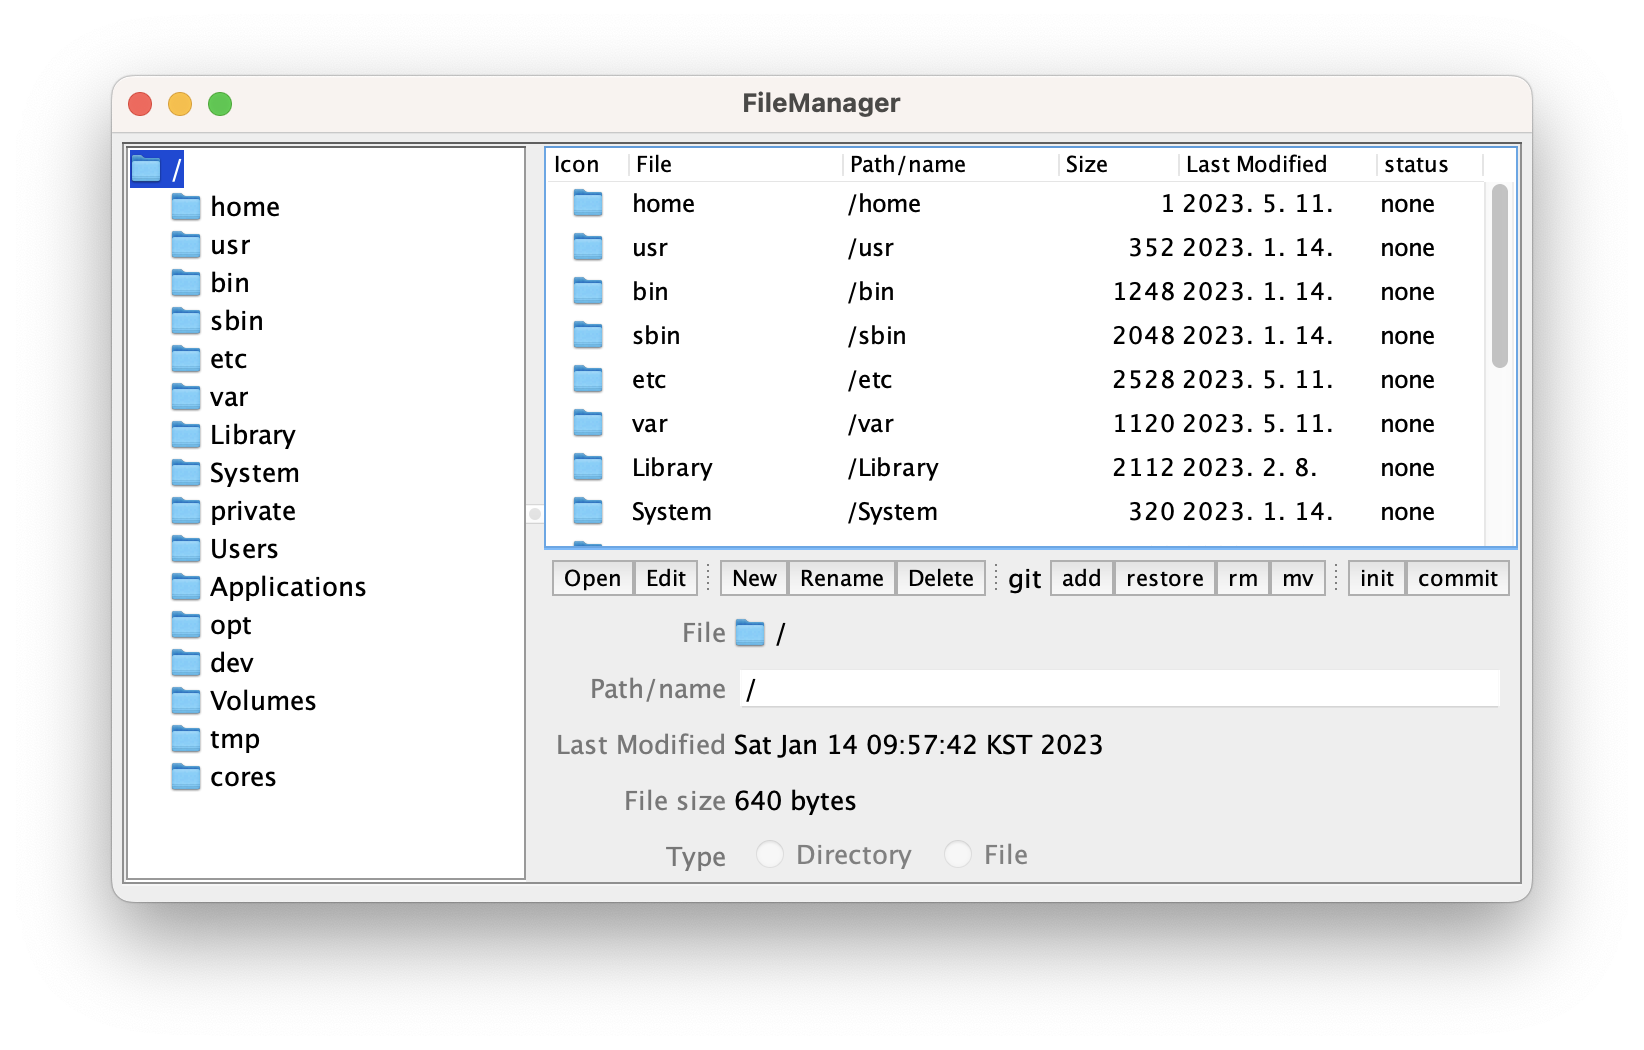 FileManager
/
home
usr
bin
sbin
etc
var
Library
System
private
Users
Applications
opt
dev
Volumes
tmp
cores
Icon File Path/name Size Last Modified status
home /home 1 2023. 5. 11. none
usr /usr 352 2023. 1. 14. none
bin /bin 1248 2023. 1. 14. none
sbin /sbin 2048 2023. 1. 14. none
etc /etc 2528 2023. 5. 11. none
var /var 1120 2023. 5. 11. none
Library /Library 2112 2023. 2. 8. none
System /System 320 2023. 1. 14. none
Open Edit New Rename Delete git add restore rm mv init commit
File /
Path/name /
Last Modified Sat Jan 14 09:57:42 KST 2023
File size 640 bytes
Type Directory File